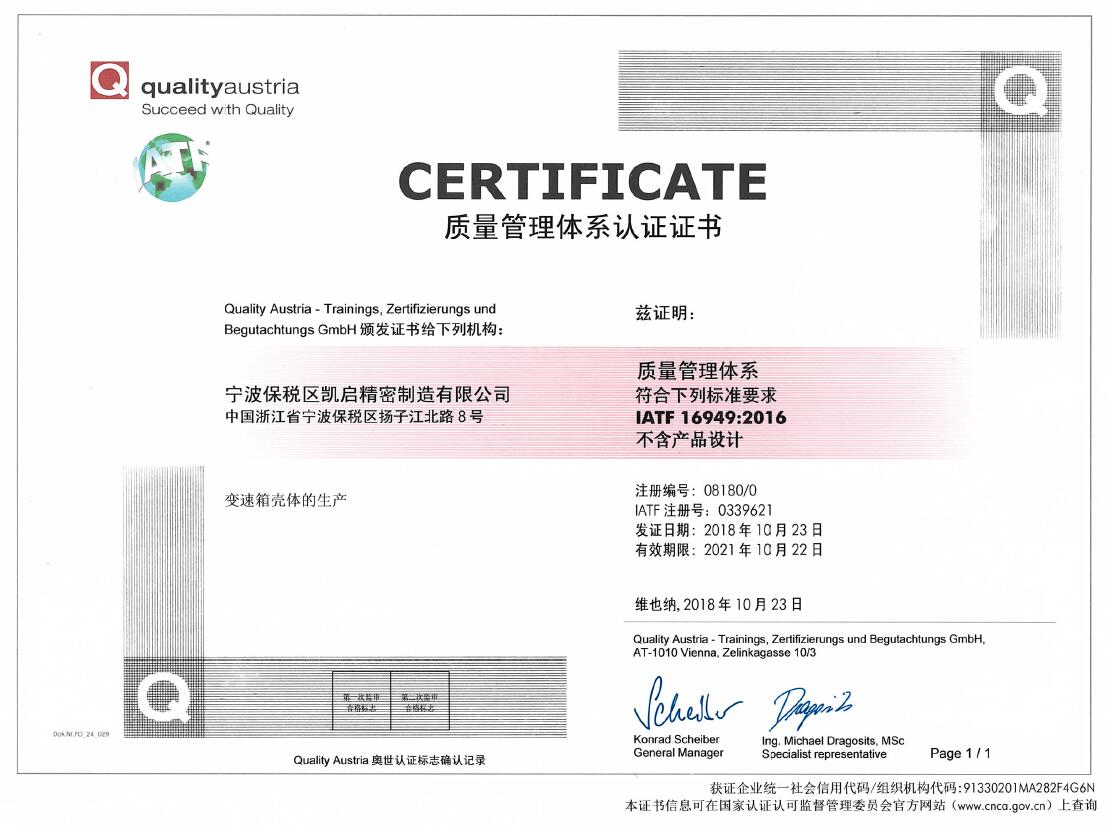 qualityaustria
Succeed with Quality
IATF
CERTIFICATE
质量管理体系认证证书
Quality Austria - Trainings, Zertifizierungs und
Begutachtungs GmbH 颁发证书给下列机构：
宁波保税区凯启精密制造有限公司
中国浙江省宁波保税区扬子江北路 8 号
变速箱壳体的生产
兹证明：
质量管理体系
符合下列标准要求
IATF 16949:2016
不含产品设计
注册编号： 08180/0
IATF 注册号： 0339621
发证日期： 2018 年 10 月 23 日
有效期限： 2021 年 10 月 22 日
维也纳, 2018 年 10 月 23 日
Quality Austria - Trainings, Zertifizierungs und Begutachtungs GmbH,
AT-1010 Vienna, Zelinkagasse 10/3
Scheiber
Dragosits
Konrad Scheiber
General Manager
Ing. Michael Dragosits, MSc
Specialist representative
Page 1 / 1
第一次监审
合格标志
第二次监审
合格标志
Dok.Nr.FO_24_029
Quality Austria 奥世认证标志确认记录
获证企业统一社会信用代码/组织机构代码:91330201MA282F4G6N
本证书信息可在国家认证认可监督管理委员会官方网站（www.cnca.gov.cn）上查询